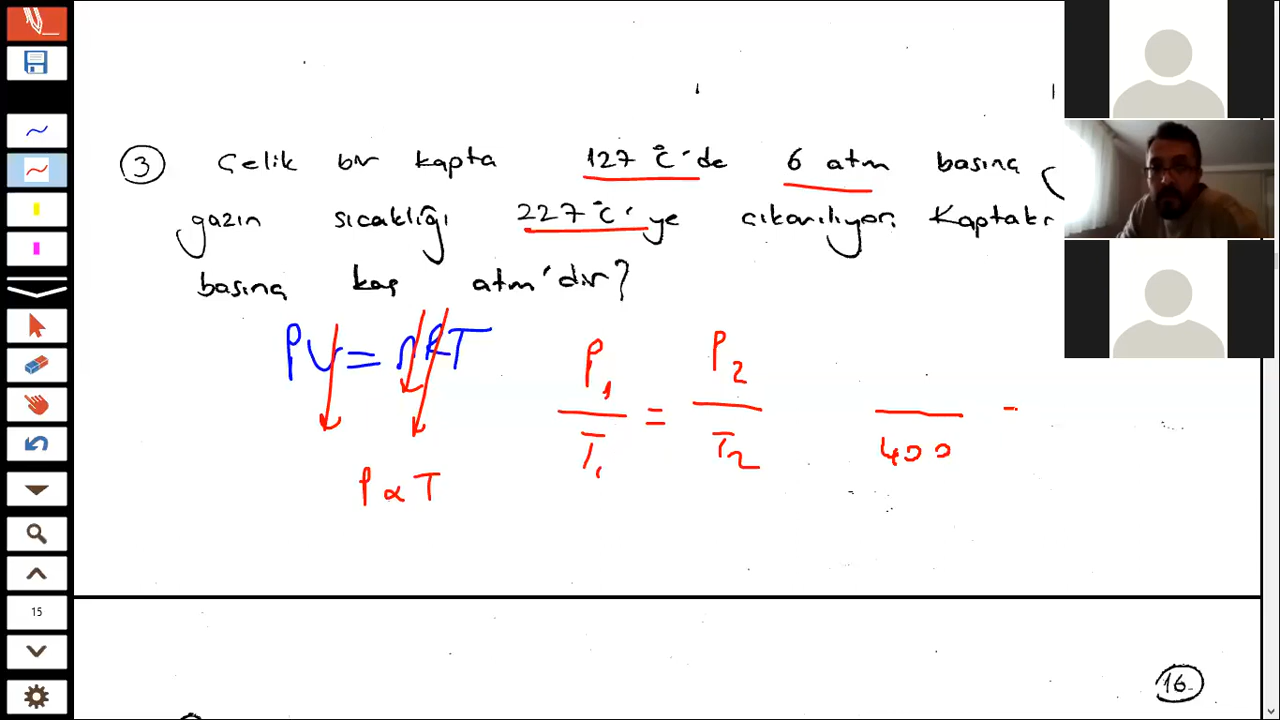 3 Çelik bir kapta 127 °C'de 6 atm basınç
gazın sıcaklığı 227 °C'ye çıkarılıyor. Kaptaki
basınç kaç atm'dir?
PV = nRT
P₁ / T₁ = P₂ / T₂
400
P ∝ T
15
16.